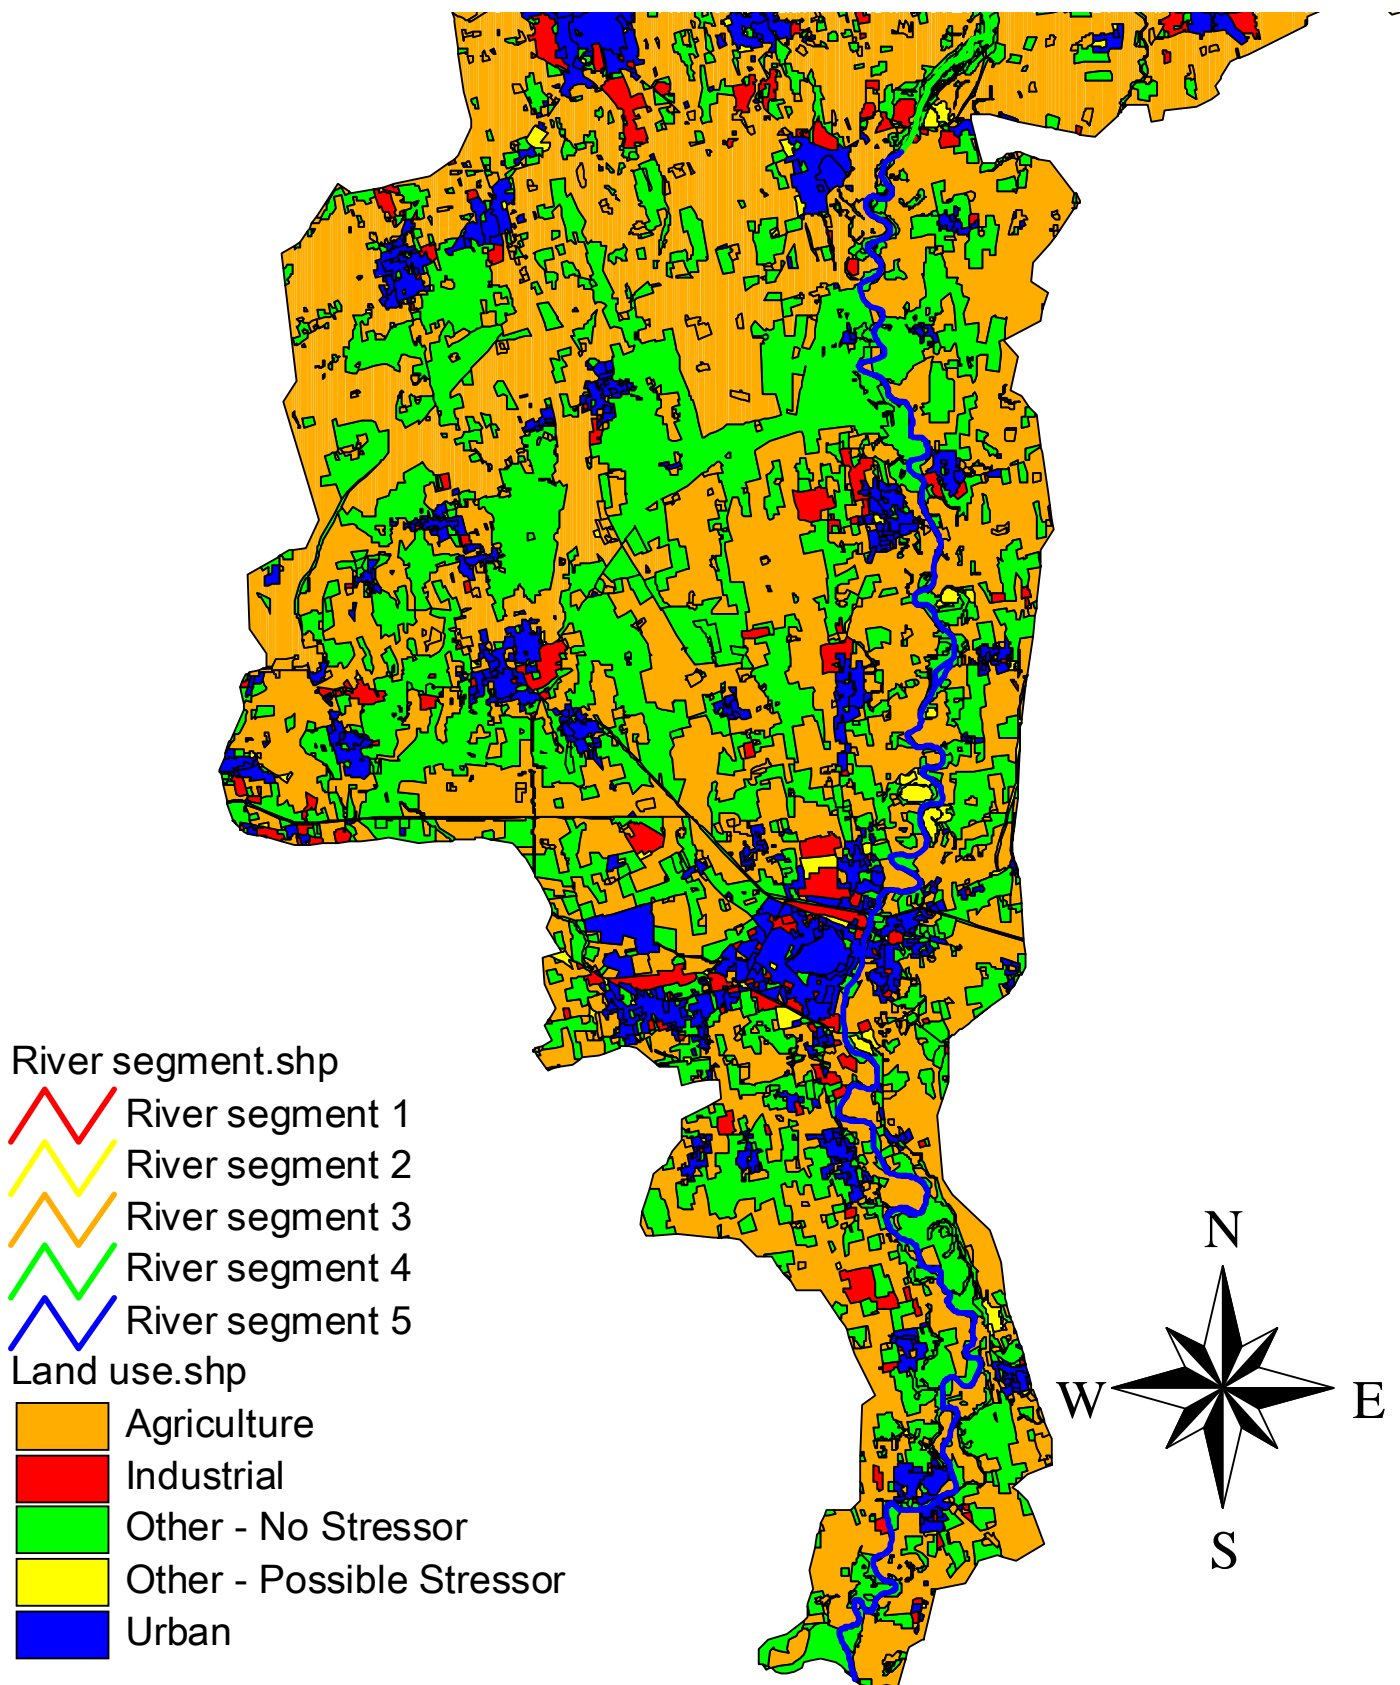 River segment.shp
River segment 1
River segment 2
River segment 3
River segment 4
River segment 5
Land use.shp
Agriculture
Industrial
Other - No Stressor
Other - Possible Stressor
Urban
N
W
E
S